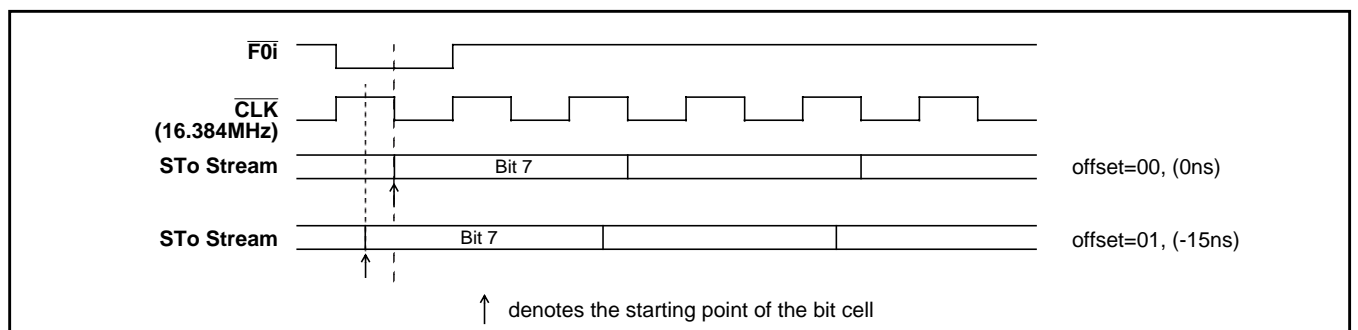 F0i
CLK
(16.384MHz)
STo Stream Bit 7 offset=00, (0ns)
STo Stream Bit 7 offset=01, (-15ns)
denotes the starting point of the bit cell